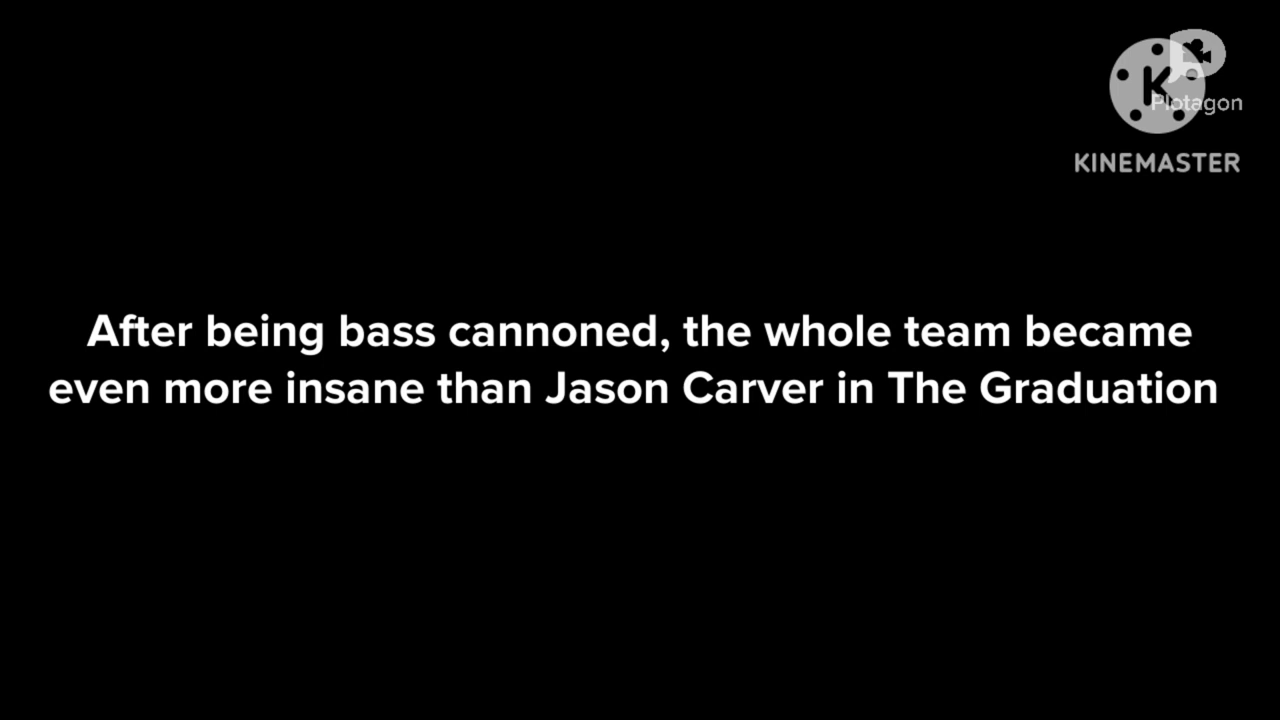 Plotagon
KINEMASTER
After being bass cannoned, the whole team became
even more insane than Jason Carver in The Graduation